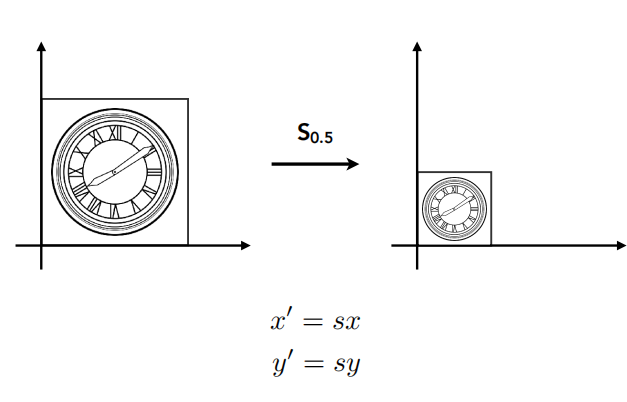 S0.5
x′ = sx
y′ = sy